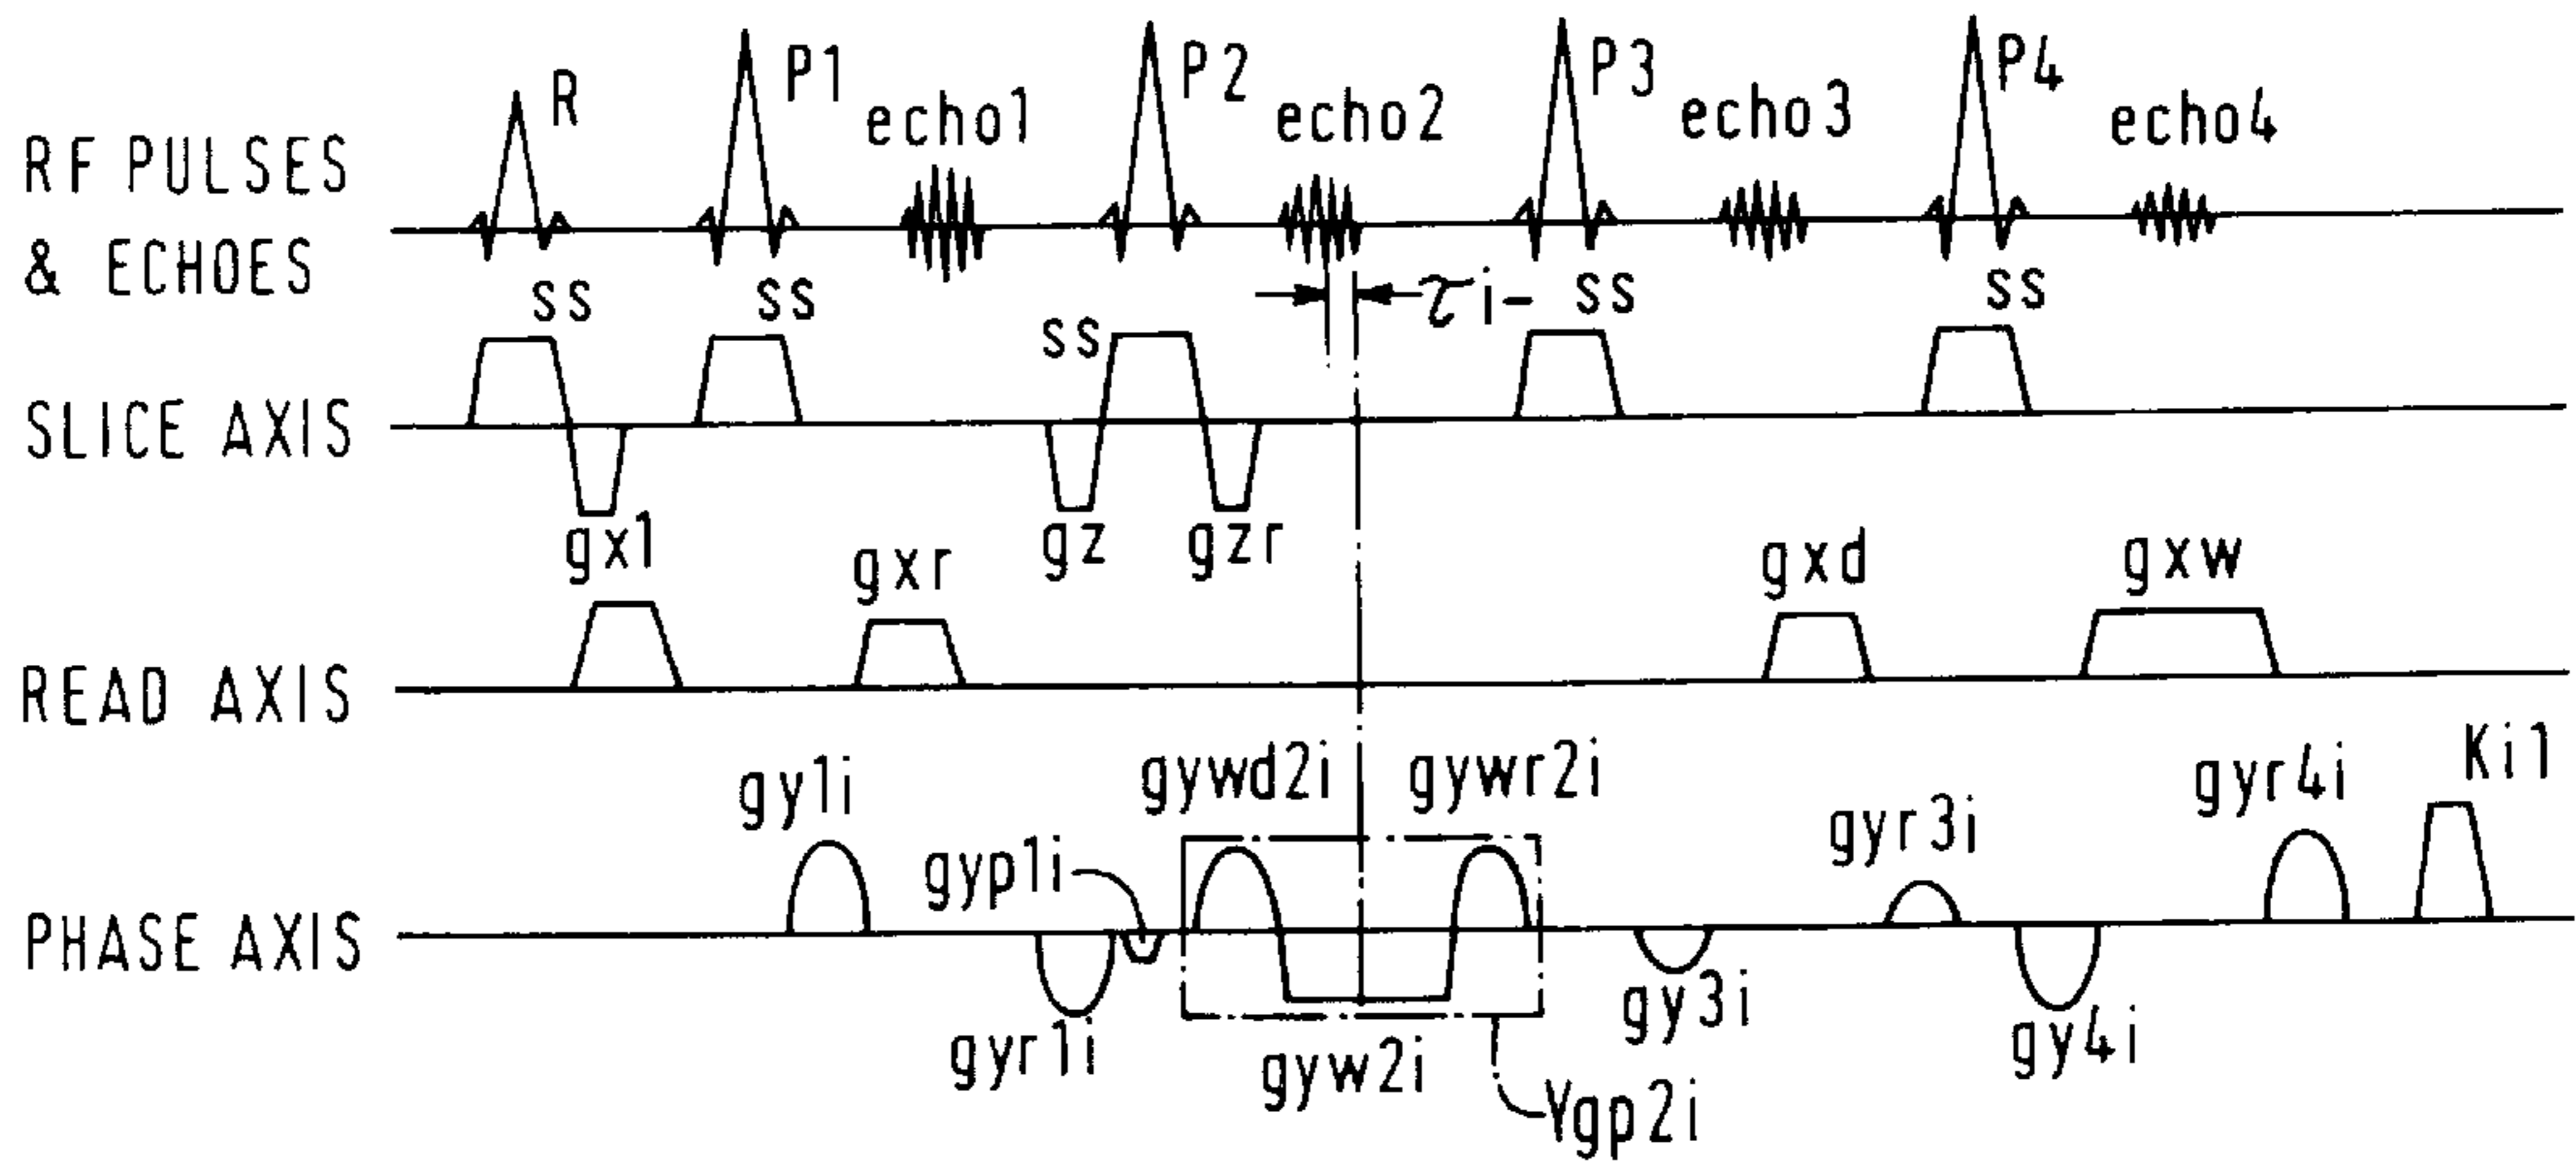 RF PULSES
& ECHOES
R
P1
echo1
P2
echo2
P3
echo3
P4
echo4
τi-
SLICE AXIS
ss
ss
ss
ss
ss
gx1
gz
gzr
READ AXIS
gxr
gxd
gxw
PHASE AXIS
gy1i
gyr1i
gyp1i
gywd2i
gywr2i
gyw2i
Ygp2i
gy3i
gyr3i
gy4i
gyr4i
Ki1